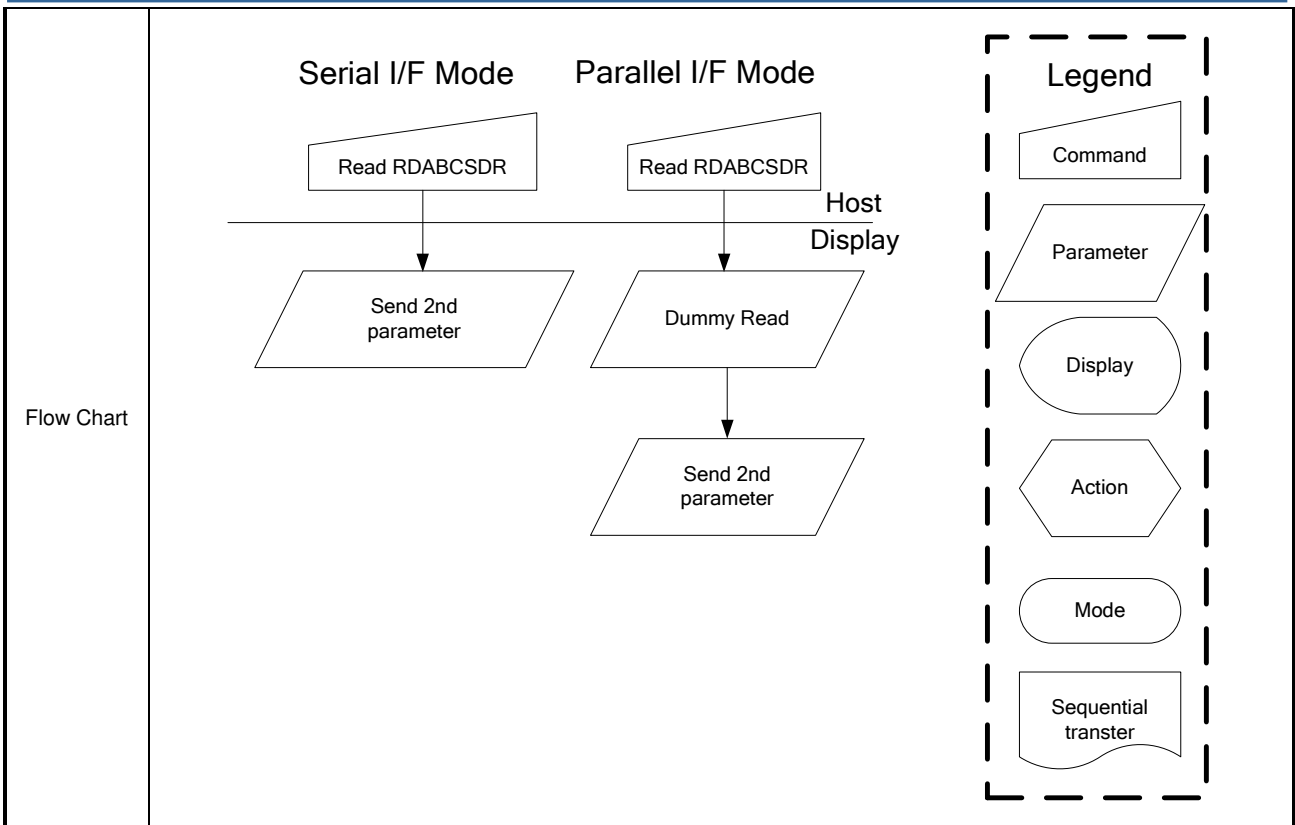 Serial I/F Mode
Parallel I/F Mode
Read RDABCSDR
Read RDABCSDR
Host
Display
Send 2nd
parameter
Dummy Read
Send 2nd
parameter
Flow Chart
Legend
Command
Parameter
Display
Action
Mode
Sequential
transter